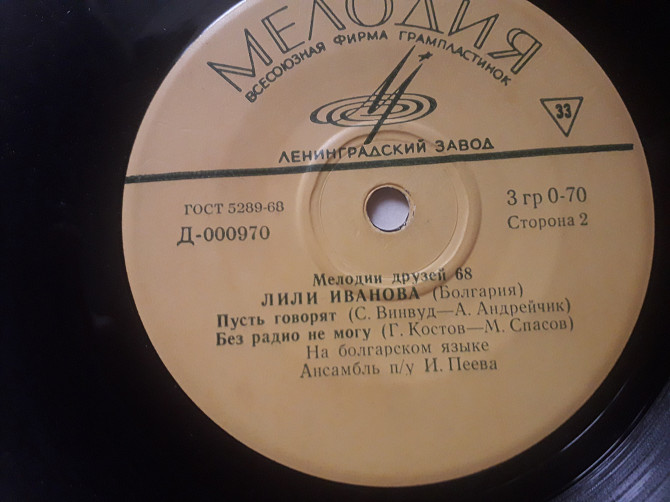 МЕЛОДИЯ
ВСЕСОЮЗНАЯ ФИРМА ГРАМПЛАСТИНОК
33
ЛЕНИНГРАДСКИЙ ЗАВОД
ГОСТ 5289-68
3 гр 0-70
Д-000970
Сторона 2
Мелодии друзей 68
ЛИЛИ ИВАНОВА (Болгария)
Пусть говорят (С. Винвуд—А. Андрейчик)
Без радио не могу (Г. Костов—М. Спасов)
На болгарском языке
Ансамбль п/у И. Пеева